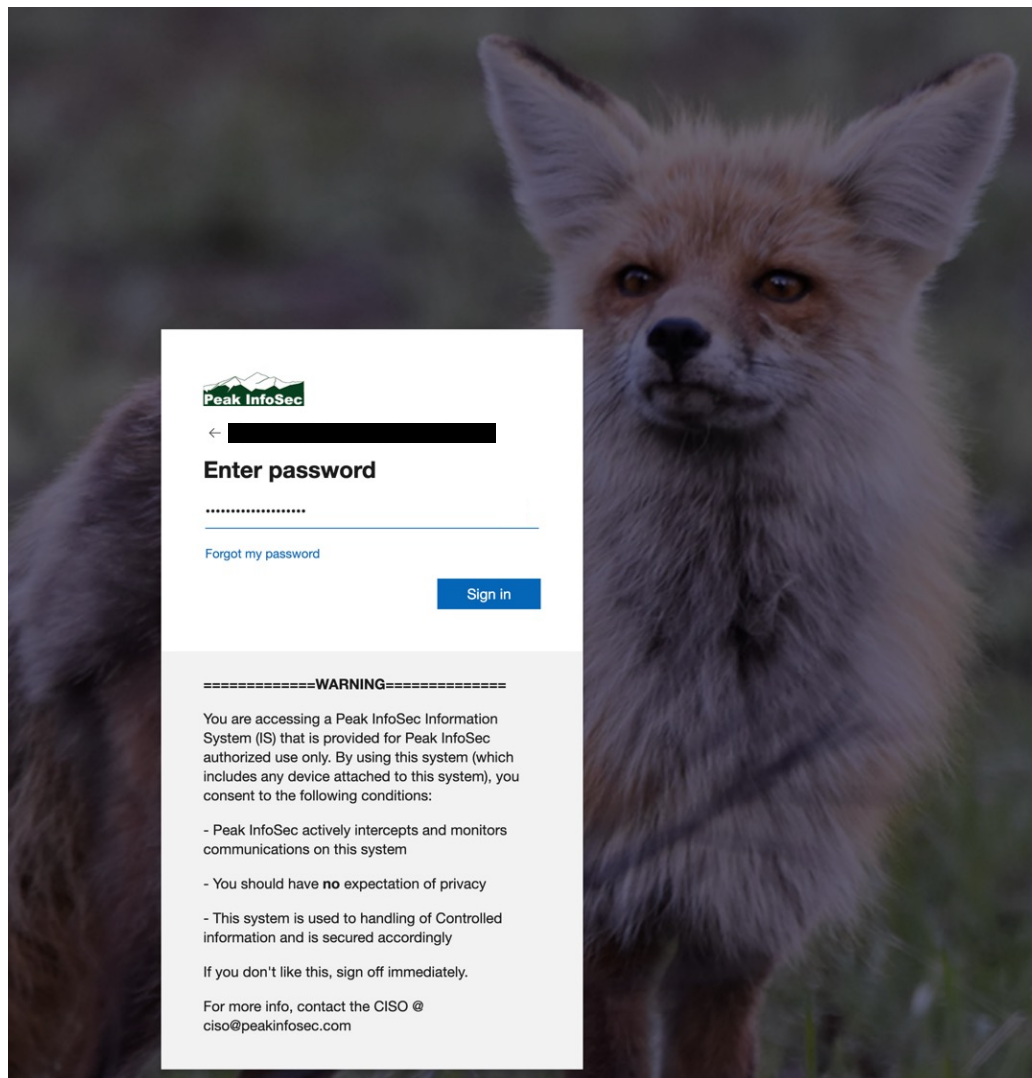 Peak InfoSec
Enter password
Forgot my password
Sign in
=============WARNING==============
You are accessing a Peak InfoSec Information
System (IS) that is provided for Peak InfoSec
authorized use only. By using this system (which
includes any device attached to this system), you
consent to the following conditions:
- Peak InfoSec actively intercepts and monitors
communications on this system
- You should have no expectation of privacy
- This system is used to handling of Controlled
information and is secured accordingly
If you don't like this, sign off immediately.
For more info, contact the CISO @
ciso@peakinfosec.com